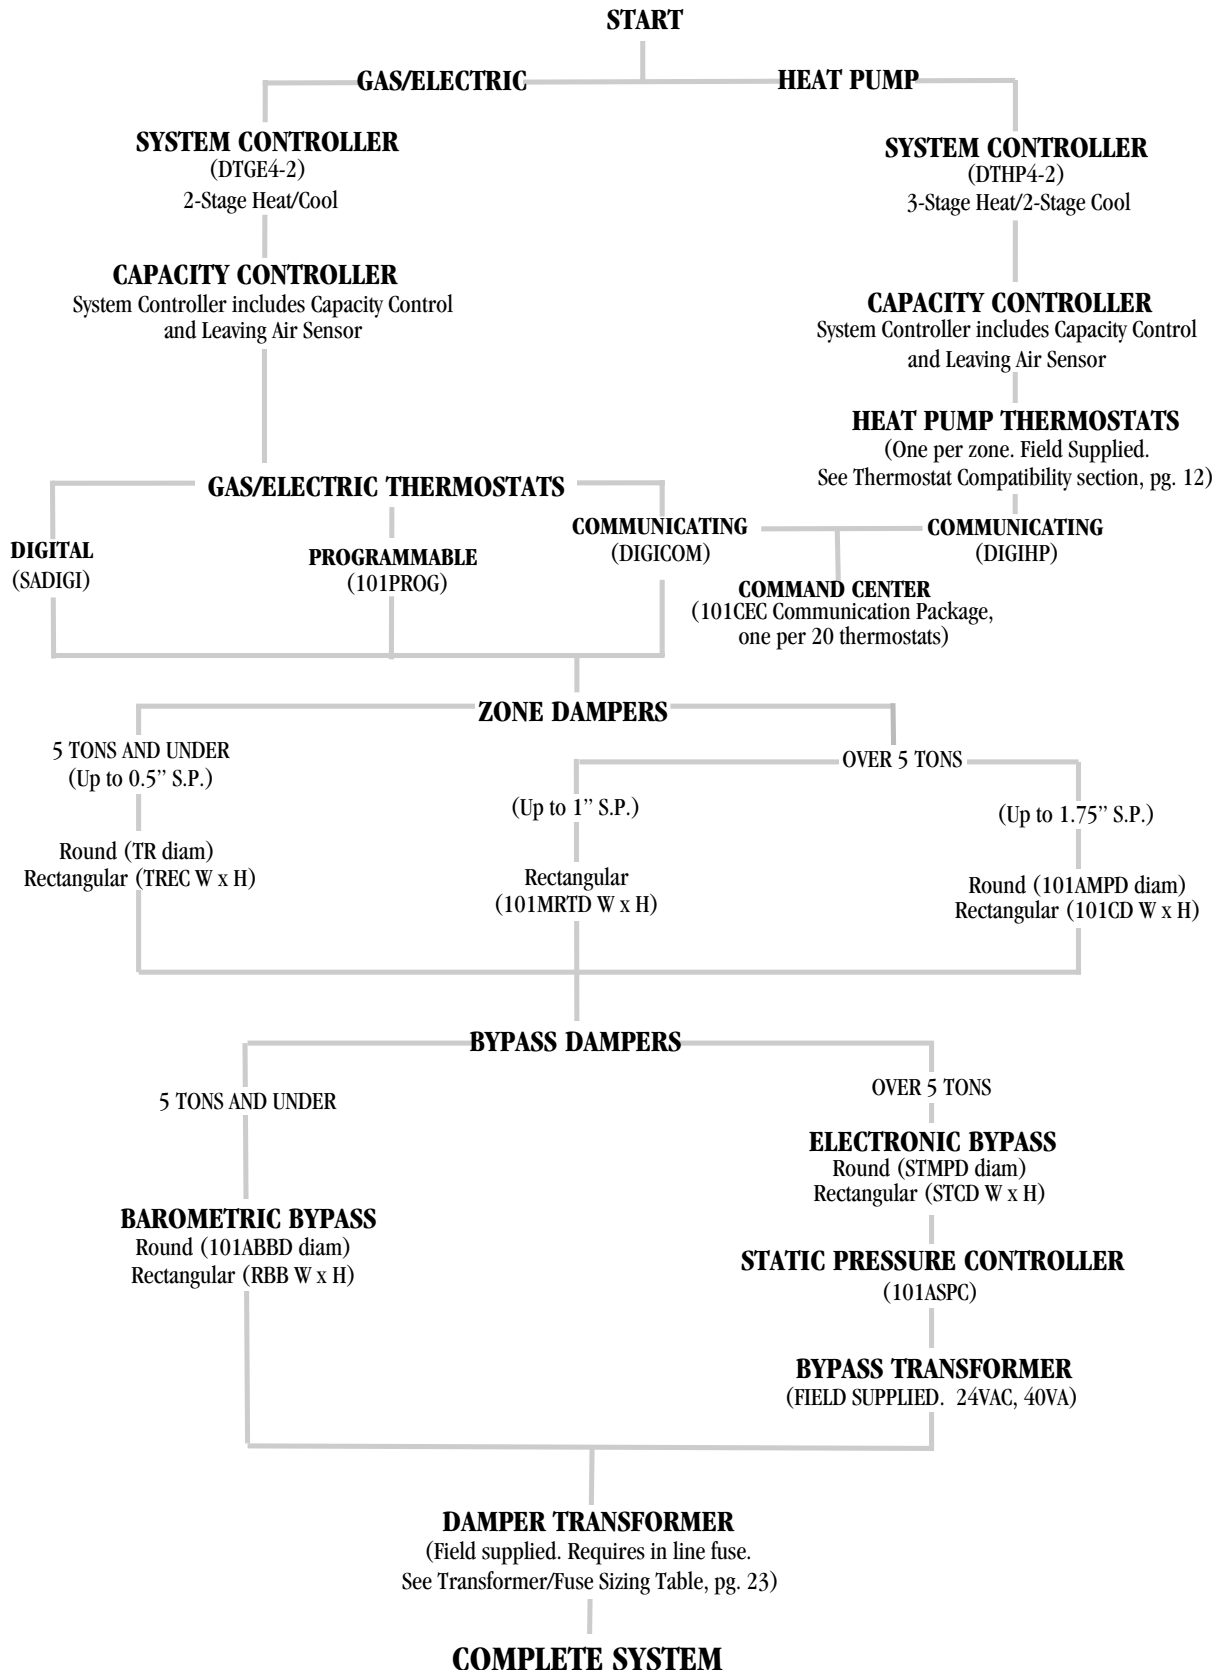 START
GAS/ELECTRIC
HEAT PUMP
SYSTEM CONTROLLER
(DTGE4-2)
2-Stage Heat/Cool
SYSTEM CONTROLLER
(DTHP4-2)
3-Stage Heat/2-Stage Cool
CAPACITY CONTROLLER
System Controller includes Capacity Control
and Leaving Air Sensor
CAPACITY CONTROLLER
System Controller includes Capacity Control
and Leaving Air Sensor
HEAT PUMP THERMOSTATS
(One per zone. Field Supplied.
See Thermostat Compatibility section, pg. 12)
GAS/ELECTRIC THERMOSTATS
DIGITAL
(SADIGI)
PROGRAMMABLE
(101PROG)
COMMUNICATING
(DIGICOM)
COMMUNICATING
(DIGIHP)
COMMAND CENTER
(101CEC Communication Package,
one per 20 thermostats)
ZONE DAMPERS
5 TONS AND UNDER
(Up to 0.5” S.P.)
OVER 5 TONS
(Up to 1” S.P.)
(Up to 1.75” S.P.)
Round (TR diam)
Rectangular (TREC W x H)
Rectangular
(101MRTD W x H)
Round (101AMPD diam)
Rectangular (101CD W x H)
BYPASS DAMPERS
5 TONS AND UNDER
OVER 5 TONS
ELECTRONIC BYPASS
Round (STMPD diam)
Rectangular (STCD W x H)
BAROMETRIC BYPASS
Round (101ABBD diam)
Rectangular (RBB W x H)
STATIC PRESSURE CONTROLLER
(101ASPC)
BYPASS TRANSFORMER
(FIELD SUPPLIED.  24VAC, 40VA)
DAMPER TRANSFORMER
(Field supplied. Requires in line fuse.
See Transformer/Fuse Sizing Table, pg. 23)
COMPLETE SYSTEM